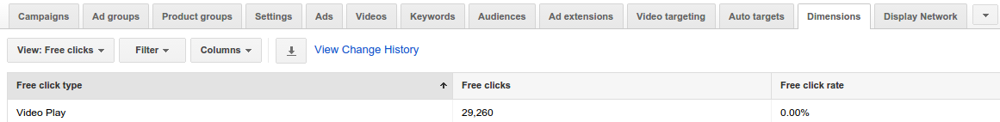 Campaigns Ad groups Product groups Settings Ads Videos Keywords Audiences Ad extensions Video targeting Auto targets Dimensions Display Network
View: Free clicks Filter Columns View Change History
Free click type Free clicks Free click rate
Video Play 29,260 0.00%